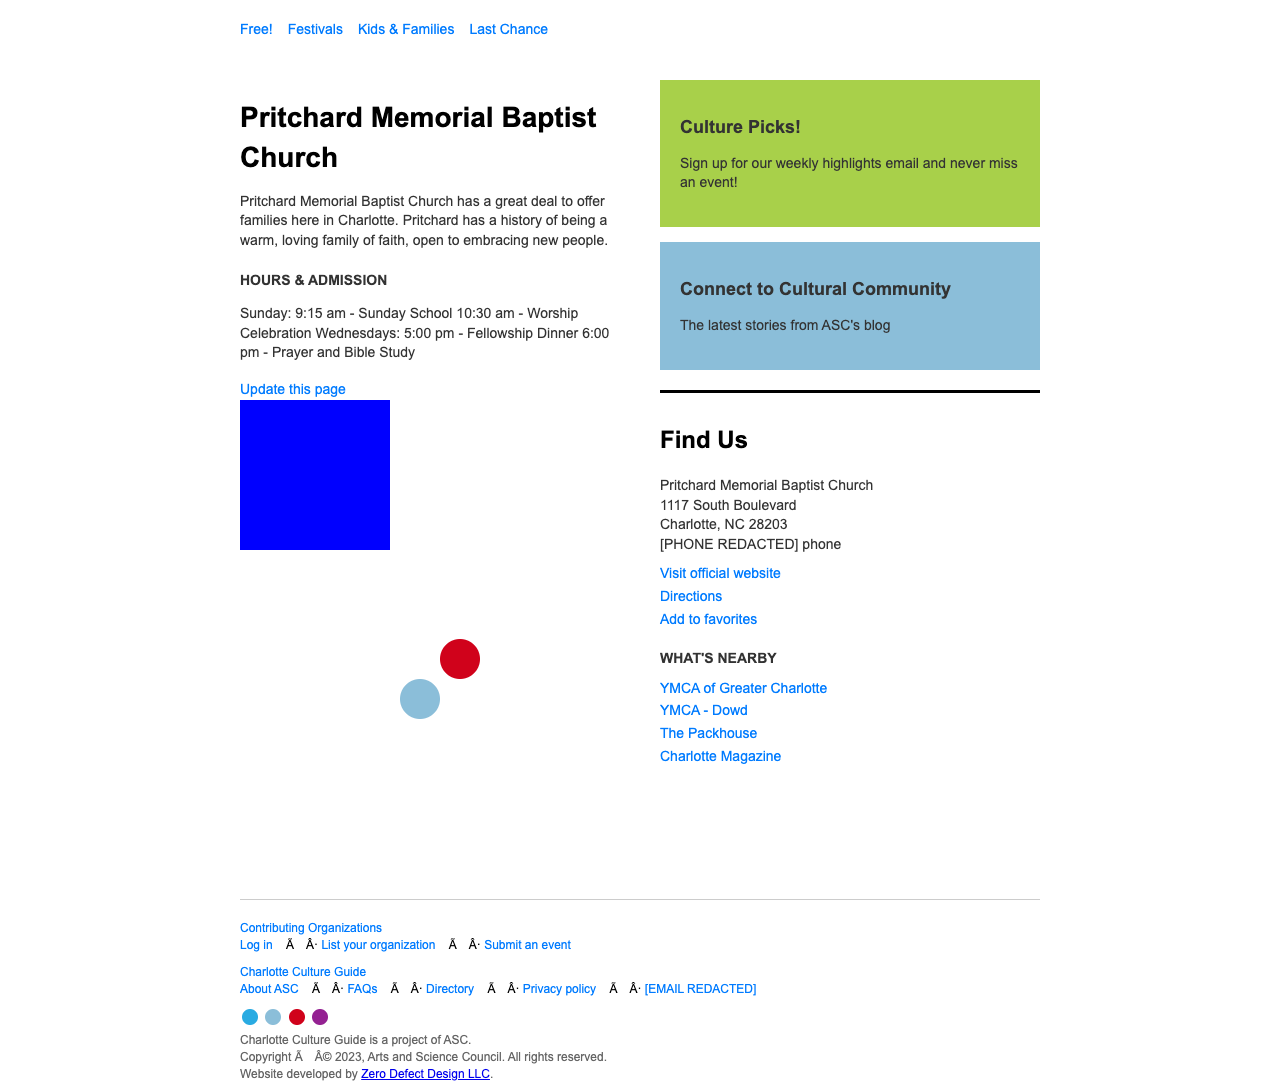 Free! Festivals Kids & Families Last Chance
Pritchard Memorial Baptist
Church
Pritchard Memorial Baptist Church has a great deal to offer
families here in Charlotte. Pritchard has a history of being a
warm, loving family of faith, open to embracing new people.
HOURS & ADMISSION
Sunday: 9:15 am - Sunday School 10:30 am - Worship
Celebration Wednesdays: 5:00 pm - Fellowship Dinner 6:00
pm - Prayer and Bible Study
Update this page
Culture Picks!
Sign up for our weekly highlights email and never miss
an event!
Connect to Cultural Community
The latest stories from ASC's blog
Find Us
Pritchard Memorial Baptist Church
1117 South Boulevard
Charlotte, NC 28203
[PHONE REDACTED] phone
Visit official website
Directions
Add to favorites
WHAT'S NEARBY
YMCA of Greater Charlotte
YMCA - Dowd
The Packhouse
Charlotte Magazine
Contributing Organizations
Log in Ã Â· List your organization Ã Â· Submit an event
Charlotte Culture Guide
About ASC Ã Â· FAQs Ã Â· Directory Ã Â· Privacy policy Ã Â· [EMAIL REDACTED]
Charlotte Culture Guide is a project of ASC.
Copyright Ã Â© 2023, Arts and Science Council. All rights reserved.
Website developed by Zero Defect Design LLC.